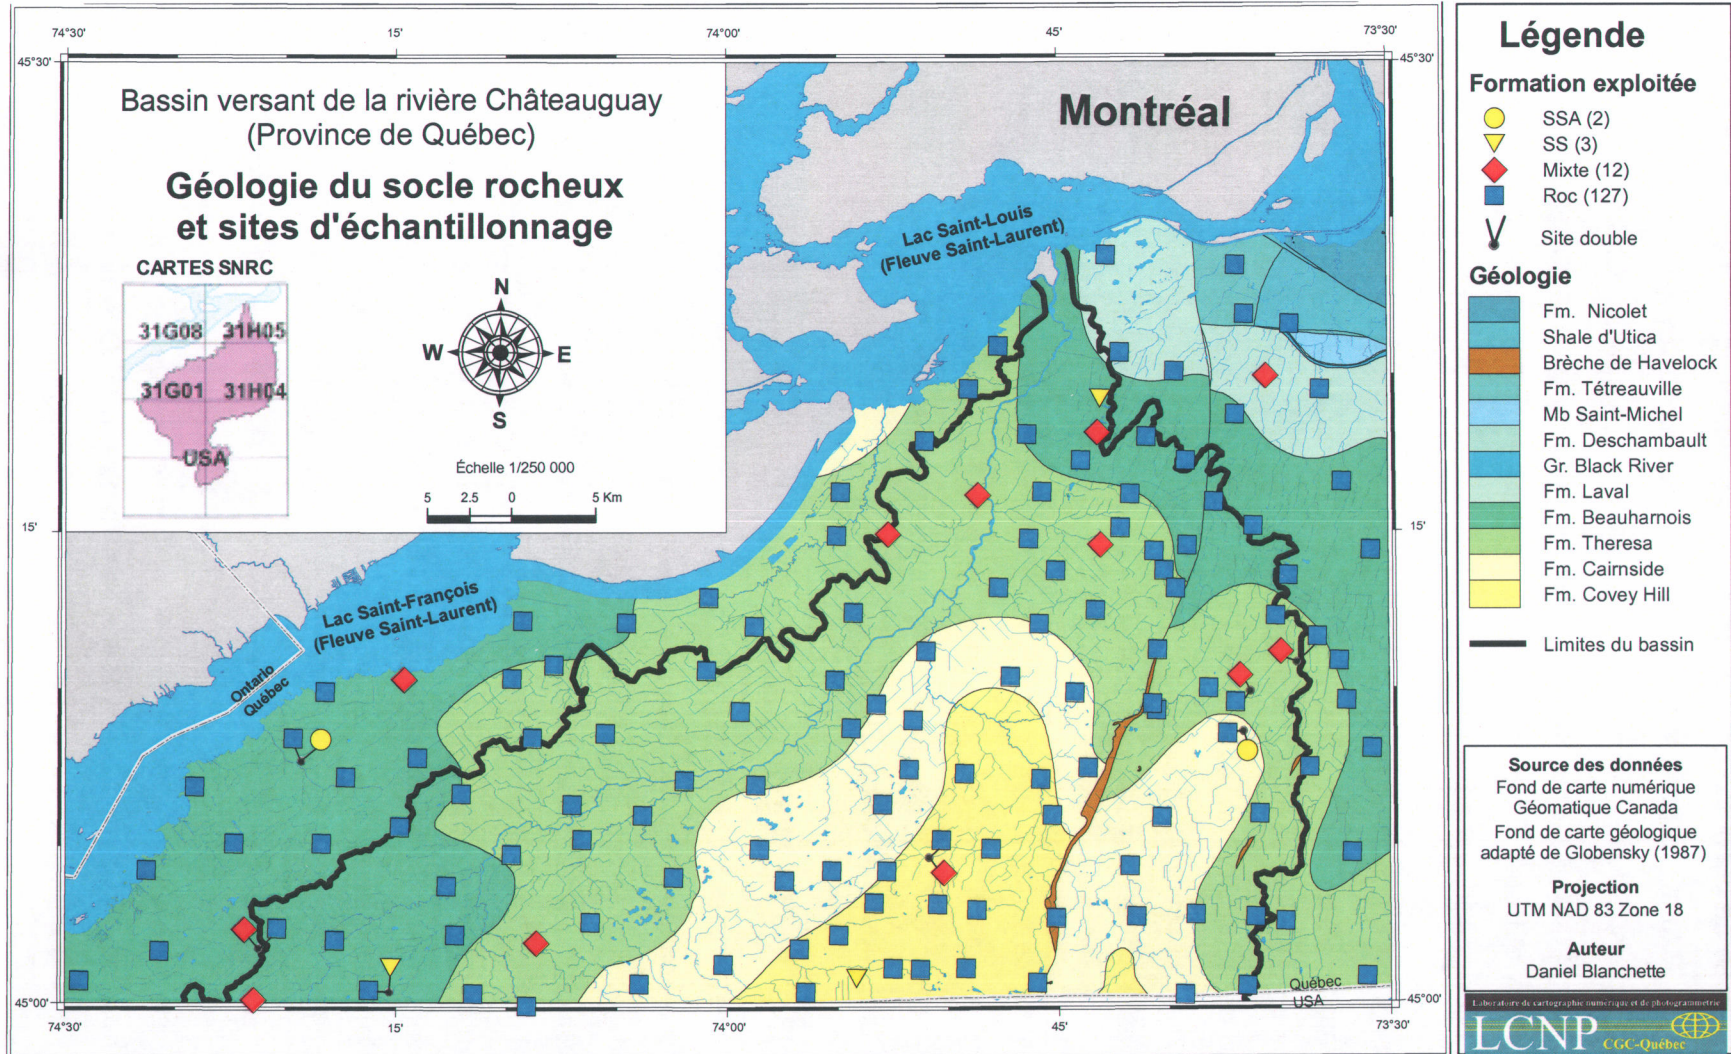 74°30'
15'
74°00'
45'
73°30'
45°30'
45°30'
Bassin versant de la rivière Châteauguay
(Province de Québec)
Géologie du socle rocheux
et sites d'échantillonnage
CARTES SNRC
31G08
31H05
31G01
31H04
USA
N
W
E
S
Échelle 1/250 000
5
2.5
0
5 Km
Montréal
Lac Saint-Louis
(Fleuve Saint-Laurent)
15'
15'
Lac Saint-François
(Fleuve Saint-Laurent)
Ontario
Québec
Québec
USA
45°00'
45°00'
74°30'
15'
74°00'
45'
73°30'
Légende
Formation exploitée
SSA (2)
SS (3)
Mixte (12)
Roc (127)
Site double
Géologie
Fm. Nicolet
Shale d'Utica
Brèche de Havelock
Fm. Tétreauville
Mb Saint-Michel
Fm. Deschambault
Gr. Black River
Fm. Laval
Fm. Beauharnois
Fm. Theresa
Fm. Cairnside
Fm. Covey Hill
Limites du bassin
Source des données
Fond de carte numérique
Géomatique Canada
Fond de carte géologique
adapté de Globensky (1987)
Projection
UTM NAD 83 Zone 18
Auteur
Daniel Blanchette
Laboratoire de cartographie numérique et de photogrammétrie
LCNP
CGC-Québec